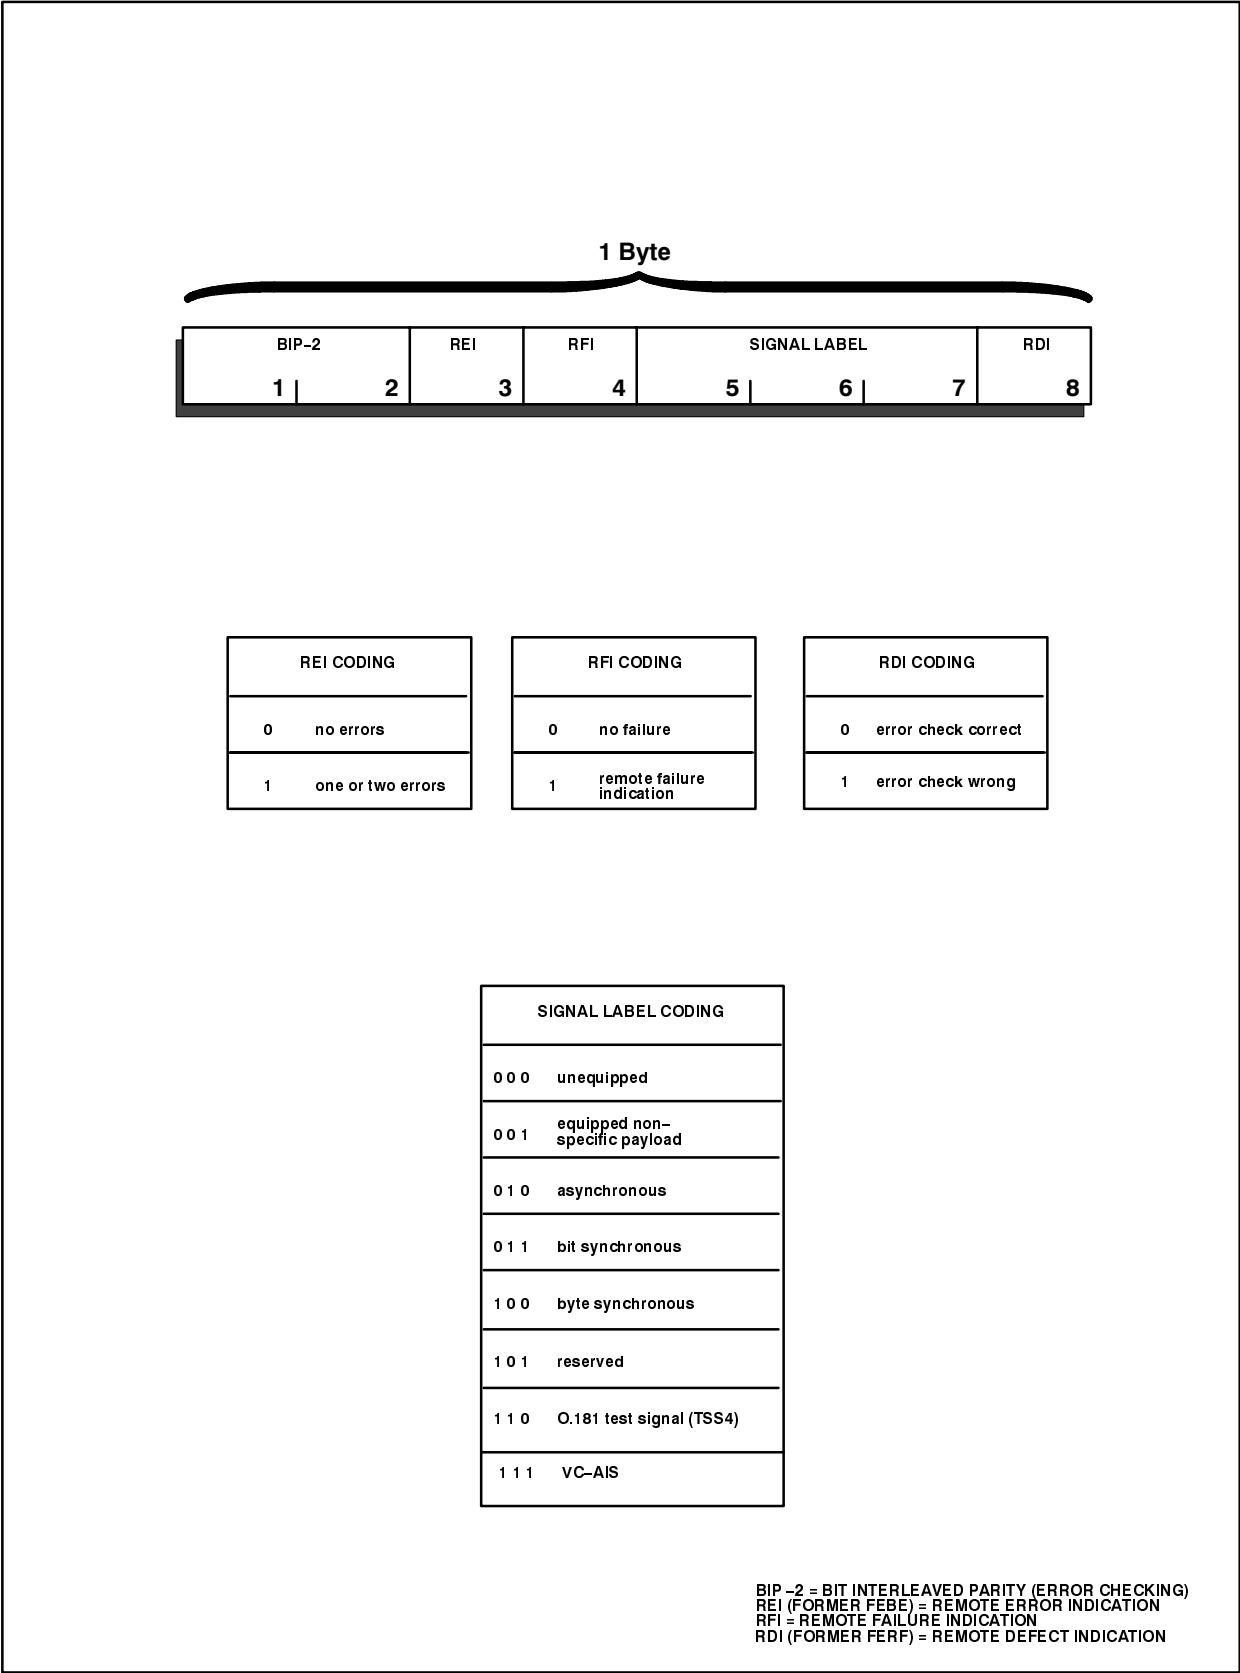 1 Byte
BIP–2 REI RFI SIGNAL LABEL RDI
1 2 3 4 5 6 7 8
REI CODING
0 no errors
1 one or two errors
RFI CODING
0 no failure
1 remote failure
indication
RDI CODING
0 error check correct
1 error check wrong
SIGNAL LABEL CODING
0 0 0 unequipped
0 0 1 equipped non–
specific payload
0 1 0 asynchronous
0 1 1 bit synchronous
1 0 0 byte synchronous
1 0 1 reserved
1 1 0 O.181 test signal (TSS4)
1 1 1 VC–AIS
BIP –2 = BIT INTERLEAVED PARITY (ERROR CHECKING)
REI (FORMER FEBE) = REMOTE ERROR INDICATION
RFI = REMOTE FAILURE INDICATION
RDI (FORMER FERF) = REMOTE DEFECT INDICATION